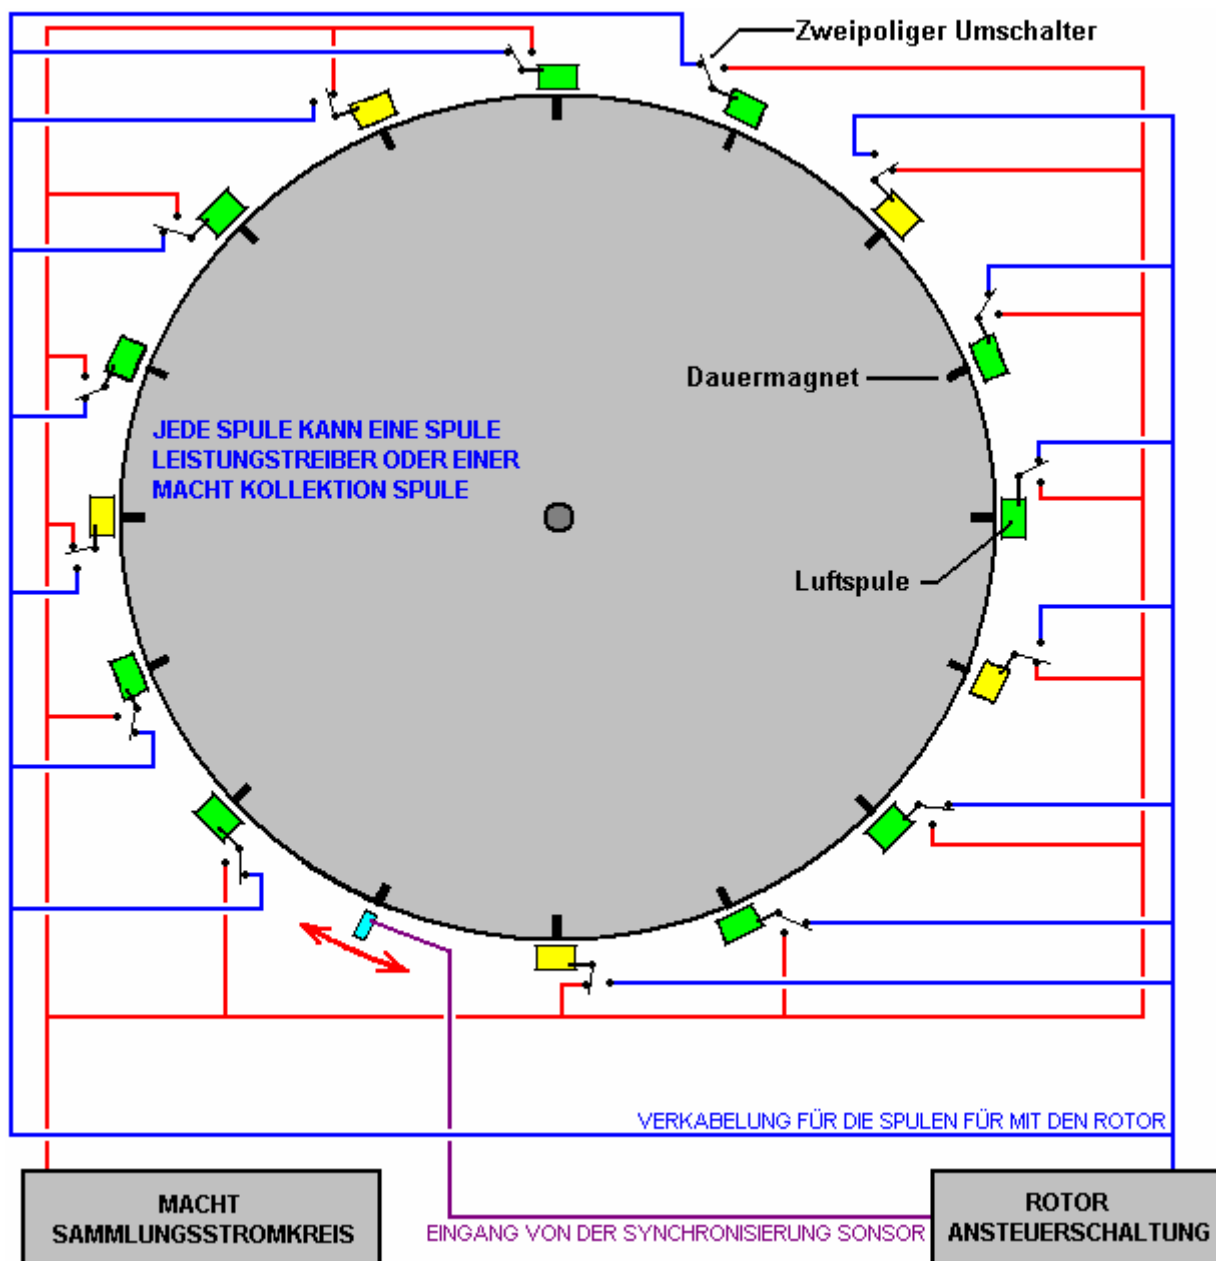 Zweipoliger Umschalter
Dauermagnet
JEDE SPULE KANN EINE SPULE
LEISTUNGSTREIBER ODER EINER
MACHT KOLLEKTION SPULE
Luftspule
VERKABELUNG FÜR DIE SPULEN FÜR MIT DEN ROTOR
MACHT
SAMMLUNGSSTROMKREIS
EINGANG VON DER SYNCHRONISIERUNG SONSOR
ROTOR
ANSTEUERSCHALTUNG